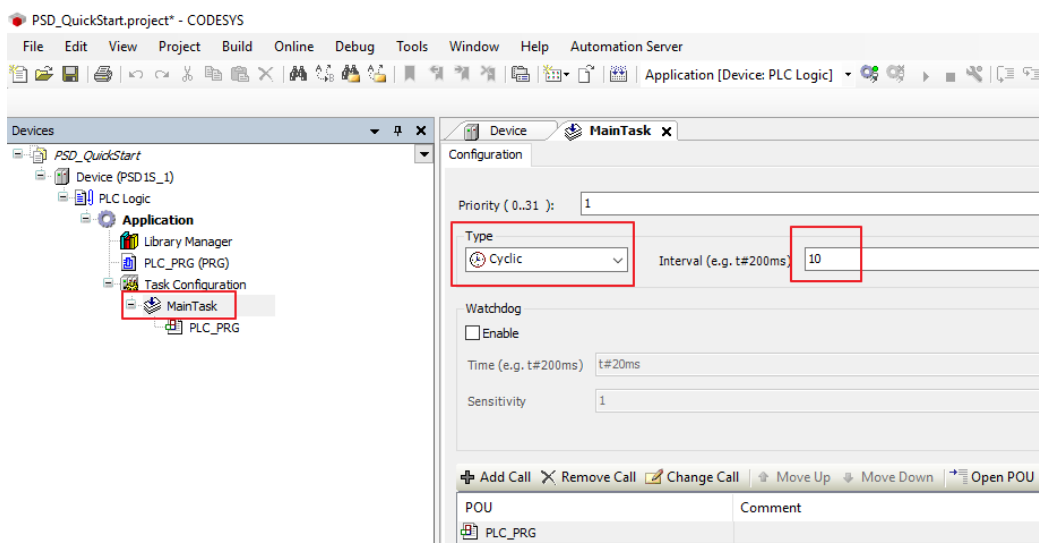 PSD_QuickStart.project* - CODESYS
File Edit View Project Build Online Debug Tools Window Help Automation Server
Application [Device: PLC Logic]
Devices
Device
MainTask
PSD_QuickStart
Configuration
Device (PSD1S_1)
PLC Logic
Priority ( 0..31 ): 1
Application
Type
Library Manager
Cyclic
Interval (e.g. t#200ms) 10
PLC_PRG (PRG)
Task Configuration
MainTask
Watchdog
PLC_PRG
Enable
Time (e.g. t#200ms) t#20ms
Sensitivity 1
Add Call Remove Call Change Call Move Up Move Down Open POU
POU Comment
PLC_PRG